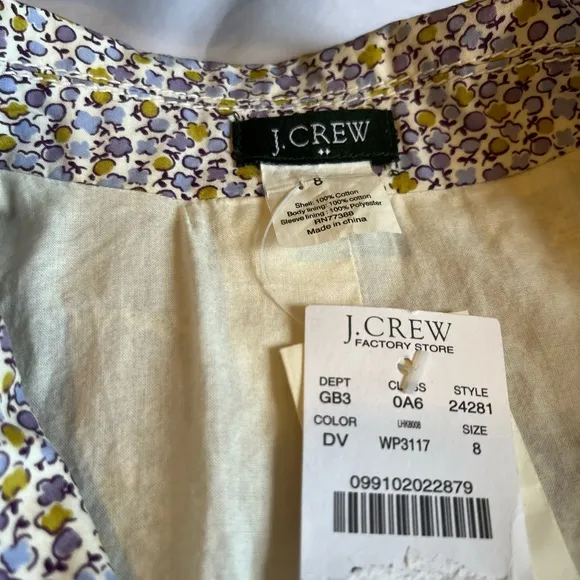 J.CREW
8
Shell: 100% Cotton
Body lining: 100% cotton
Sleeve lining: 100% Polyester
RN77388
Made in china
J.CREW
FACTORY STORE
DEPT CLASS STYLE
GB3 0A6 24281
COLOR LHKB008 SIZE
DV WP3117 8
099102022879